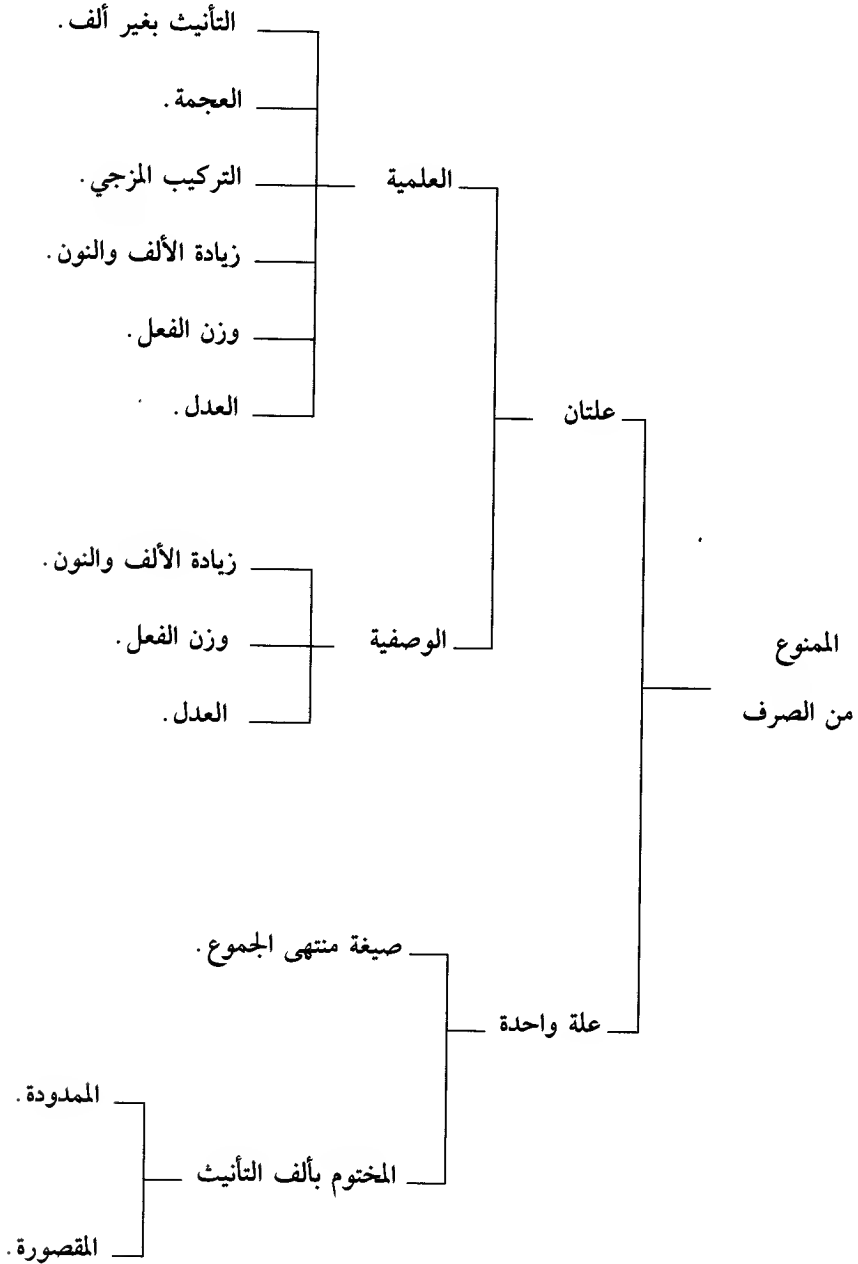 الممنوع
من الصرف
علتان
العلمية
التأنيث بغير ألف.
العجمة.
التركيب المزجي.
زيادة الألف والنون.
وزن الفعل.
العدل.
الوصفية
زيادة الألف والنون.
وزن الفعل.
العدل.
علة واحدة
صيغة منتهى الجموع.
المختوم بألف التأنيث
الممدودة.
المقصورة.